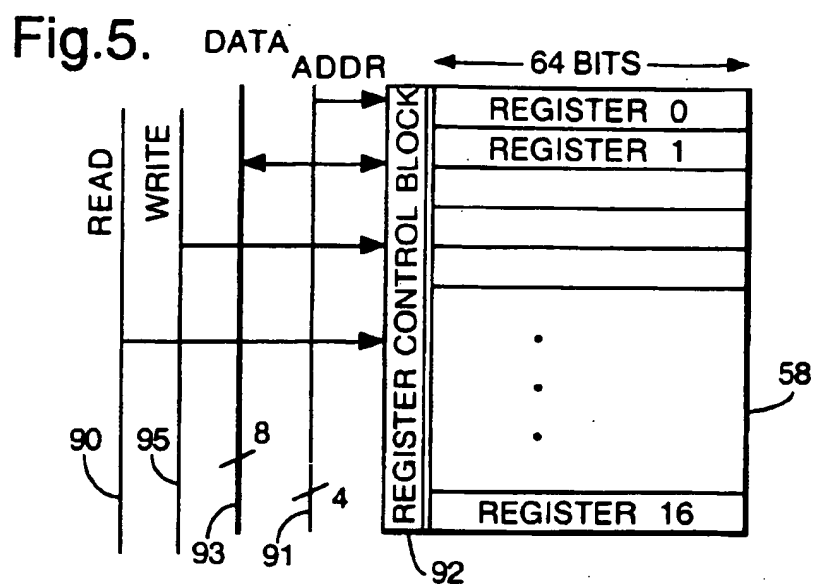 Fig.5.
DATA
ADDR
64 BITS
READ
WRITE
REGISTER CONTROL BLOCK
REGISTER 0
REGISTER 1
REGISTER 16
58
90
95
8
4
93
91
92